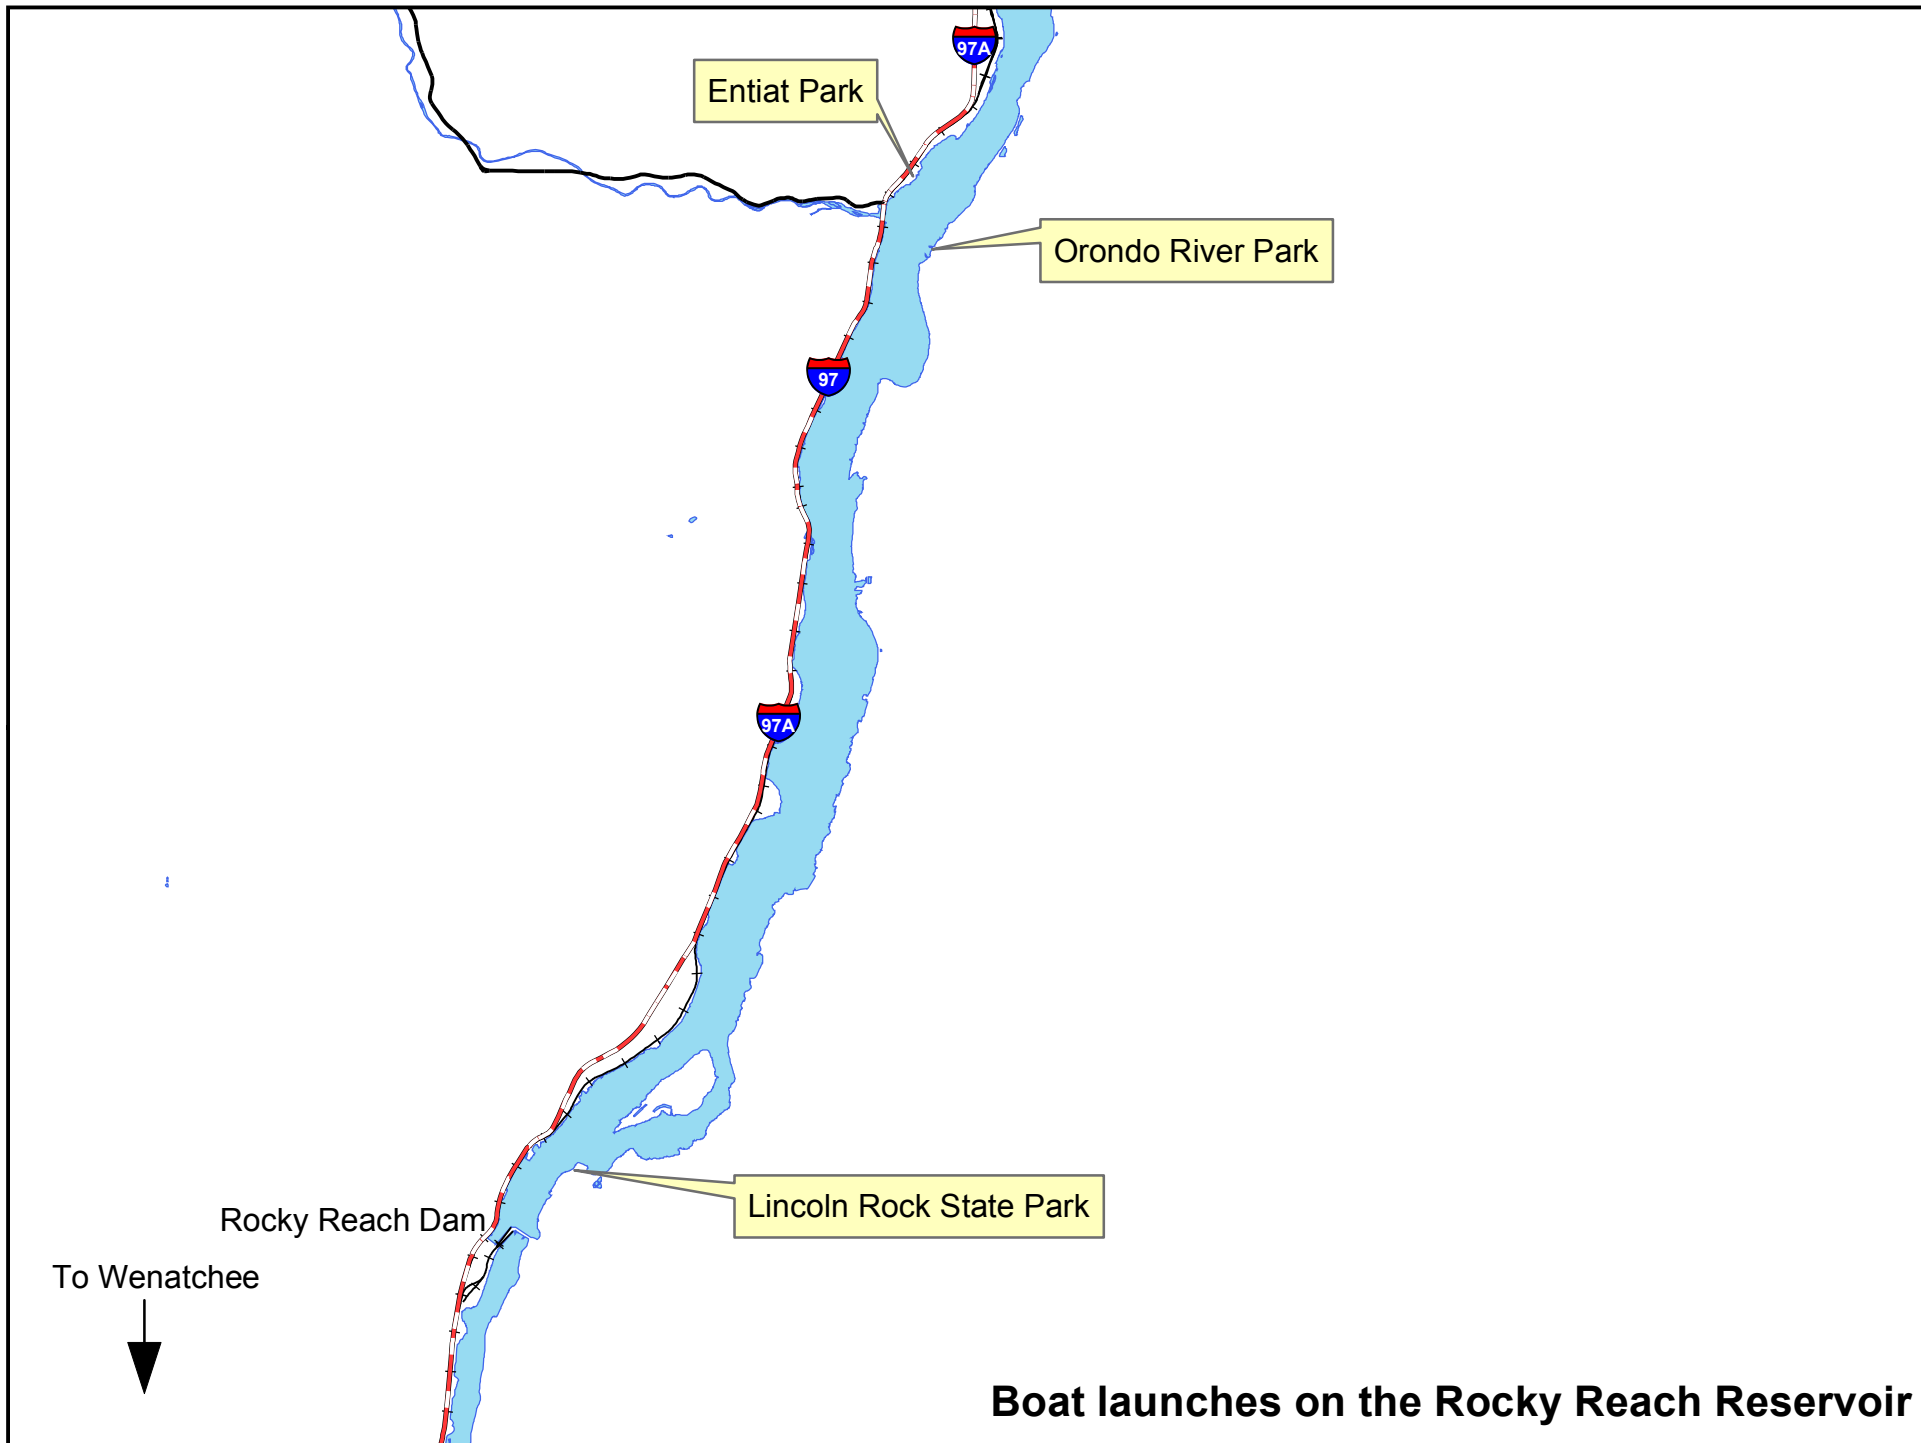 97A
Entiat Park
Orondo River Park
97
97A
Lincoln Rock State Park
Rocky Reach Dam
To Wenatchee
Boat launches on the Rocky Reach Reservoir